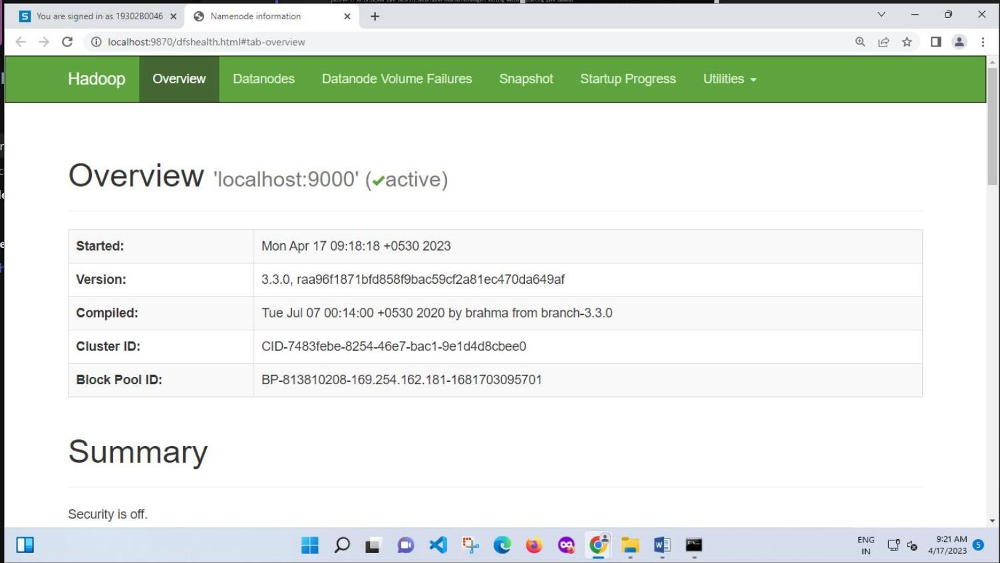 You are signed in as 19302B0046
Namenode information
localhost:9870/dfshealth.html#tab-overview
Hadoop Overview Datanodes Datanode Volume Failures Snapshot Startup Progress Utilities
Overview 'localhost:9000' (✔active)
Started: Mon Apr 17 09:18:18 +0530 2023
Version: 3.3.0, raa96f1871bfd858f9bac59cf2a81ec470da649af
Compiled: Tue Jul 07 00:14:00 +0530 2020 by brahma from branch-3.3.0
Cluster ID: CID-7483febe-8254-46e7-bac1-9e1d4d8cbee0
Block Pool ID: BP-813810208-169.254.162.181-1681703095701
Summary
Security is off.
ENG
IN
9:21 AM
4/17/2023
5